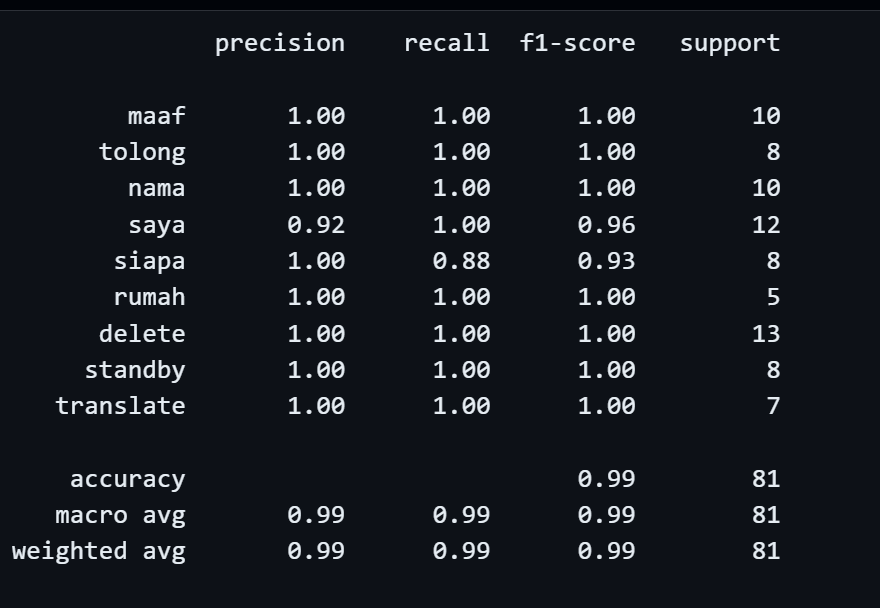 precision recall f1-score support
maaf 1.00 1.00 1.00 10
tolong 1.00 1.00 1.00 8
nama 1.00 1.00 1.00 10
saya 0.92 1.00 0.96 12
siapa 1.00 0.88 0.93 8
rumah 1.00 1.00 1.00 5
delete 1.00 1.00 1.00 13
standby 1.00 1.00 1.00 8
translate 1.00 1.00 1.00 7
accuracy 0.99 81
macro avg 0.99 0.99 0.99 81
weighted avg 0.99 0.99 0.99 81